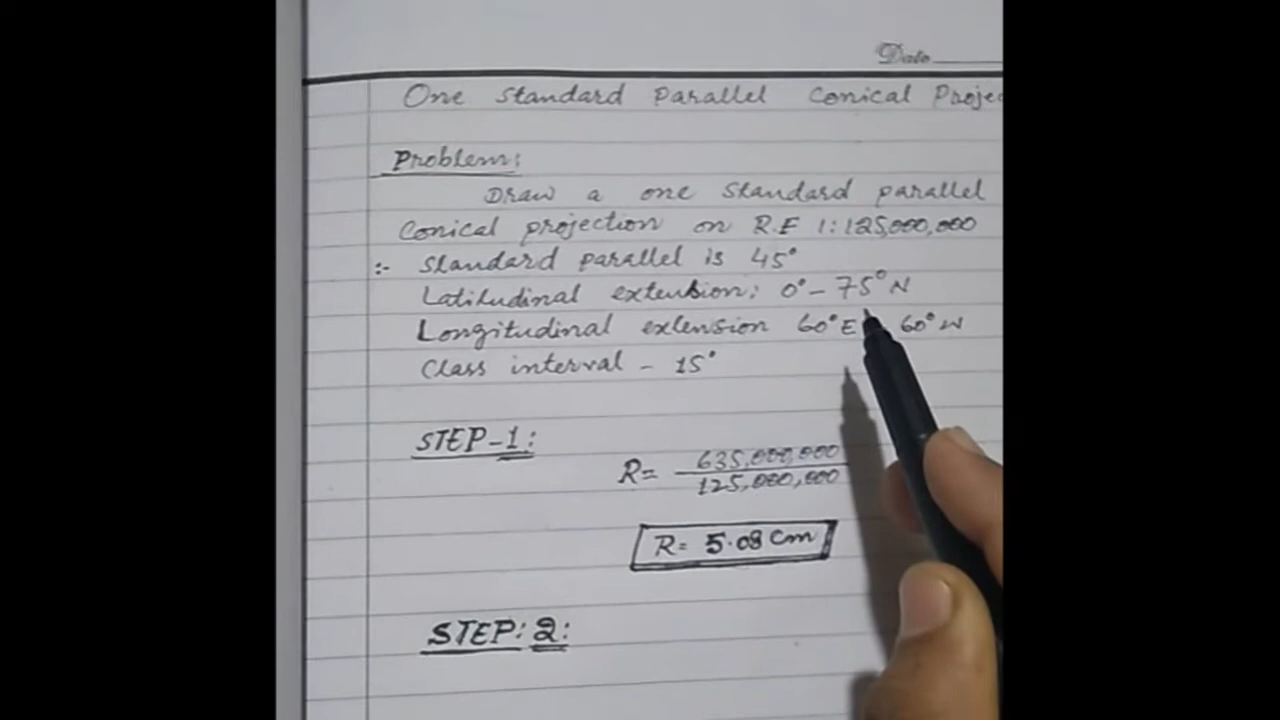 Date
One Standard Parallel Conical Projec
Problem:
Draw a one Standard parallel
Conical projection on R.F 1:125,000,000
:- Standard parallel is 45°
Latitudinal extension: 0° - 75° N
Longitudinal extension 60° E 60° W
Class interval - 15°
STEP-1:
R= 635,000,000
125,000,000
R= 5.08 Cm
STEP: 2: